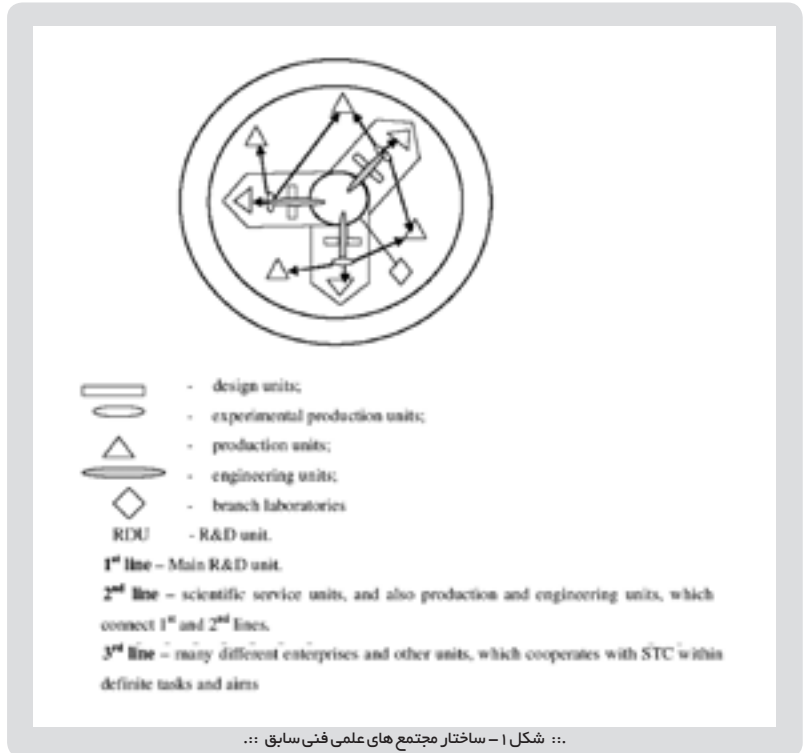 - design units;
- experimental production units;
- production units;
- engineering units;
- branch laboratories
RDU - R&D unit.
1st line – Main R&D unit.
2nd line – scientific service units, and also production and engineering units, which
connect 1st and 2nd lines.
3rd line – many different enterprises and other units, which cooperates with STC within
definite tasks and aims
.:: شکل ۱ - ساختار مجتمع های علمی فنی سابق ::.